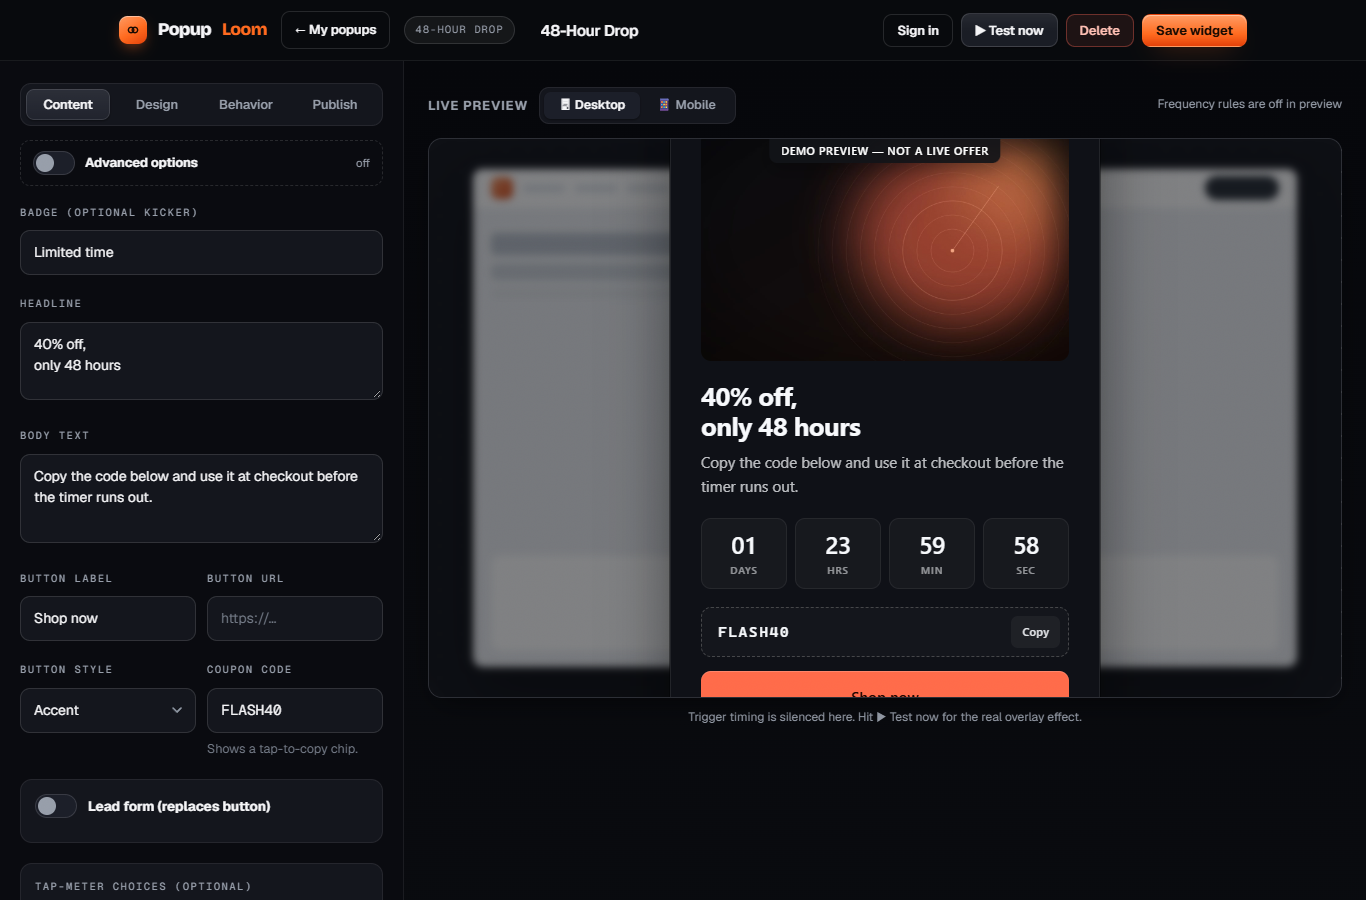 Popup Loom
← My popups
48-HOUR DROP
48-Hour Drop
Sign in
▶ Test now
Delete
Save widget
Content
Design
Behavior
Publish
Advanced options
off
BADGE (OPTIONAL KICKER)
Limited time
HEADLINE
40% off,
only 48 hours
BODY TEXT
Copy the code below and use it at checkout before
the timer runs out.
BUTTON LABEL
BUTTON URL
Shop now
https://…
BUTTON STYLE
COUPON CODE
Accent
FLASH40
Shows a tap-to-copy chip.
Lead form (replaces button)
TAP-METER CHOICES (OPTIONAL)
LIVE PREVIEW
Desktop
Mobile
Frequency rules are off in preview
DEMO PREVIEW — NOT A LIVE OFFER
40% off,
only 48 hours
Copy the code below and use it at checkout before the
timer runs out.
01
DAYS
23
HRS
59
MIN
58
SEC
FLASH40
Copy
Shop now
Trigger timing is silenced here. Hit ▶ Test now for the real overlay effect.